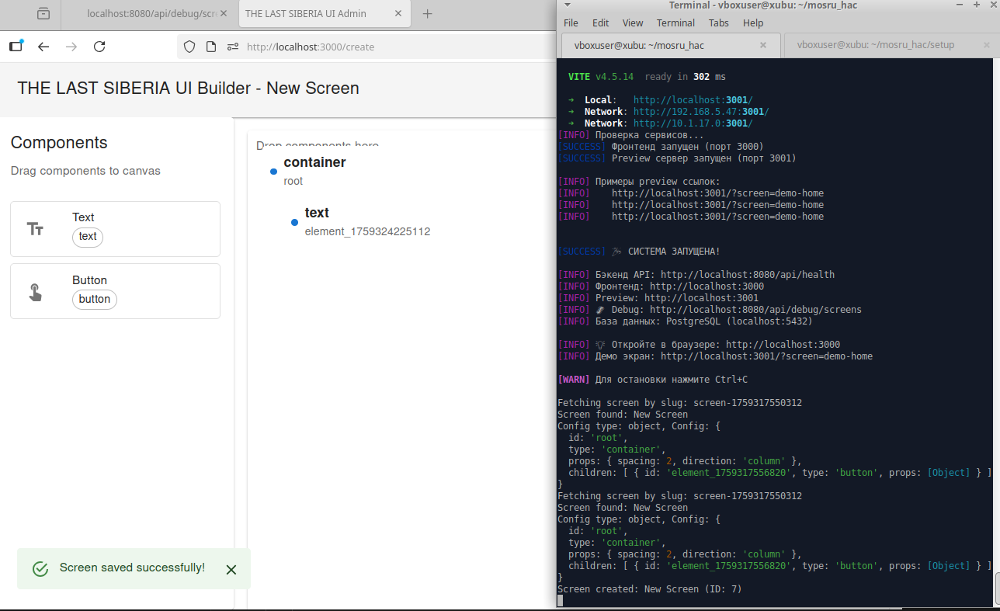 localhost:8080/api/debug/scr
THE LAST SIBERIA UI Admin
http://localhost:3000/create
THE LAST SIBERIA UI Builder - New Screen
Components
Drag components to canvas
Text
text
Button
button
Drop components here
container
root
text
element_1759324225112
Screen saved successfully!
Terminal - vboxuser@xubu: ~/mosru_hac
File Edit View Terminal Tabs Help
vboxuser@xubu: ~/mosru_hac
vboxuser@xubu: ~/mosru_hac/setup
VITE v4.5.14 ready in 302 ms
➜ Local: http://localhost:3001/
➜ Network: http://192.168.5.47:3001/
➜ Network: http://10.1.17.0:3001/
[INFO] Проверка сервисов...
[SUCCESS] Фронтенд запущен (порт 3000)
[SUCCESS] Preview сервер запущен (порт 3001)
[INFO] Примеры preview ссылок:
[INFO] http://localhost:3001/?screen=demo-home
[INFO] http://localhost:3001/?screen=demo-home
[INFO] http://localhost:3001/?screen=demo-home
[SUCCESS] СИСТЕМА ЗАПУЩЕНА!
[INFO] Бэкенд API: http://localhost:8080/api/health
[INFO] Фронтенд: http://localhost:3000
[INFO] Preview: http://localhost:3001
[INFO] Debug: http://localhost:8080/api/debug/screens
[INFO] База данных: PostgreSQL (localhost:5432)
[INFO] Откройте в браузере: http://localhost:3000
[INFO] Демо экран: http://localhost:3001/?screen=demo-home
[WARN] Для остановки нажмите Ctrl+C
Fetching screen by slug: screen-1759317550312
Screen found: New Screen
Config type: object, Config: {
id: 'root',
type: 'container',
props: { spacing: 2, direction: 'column' },
children: [ { id: 'element_1759317556820', type: 'button', props: [Object] } ]
}
Fetching screen by slug: screen-1759317550312
Screen found: New Screen
Config type: object, Config: {
id: 'root',
type: 'container',
props: { spacing: 2, direction: 'column' },
children: [ { id: 'element_1759317556820', type: 'button', props: [Object] } ]
}
Screen created: New Screen (ID: 7)